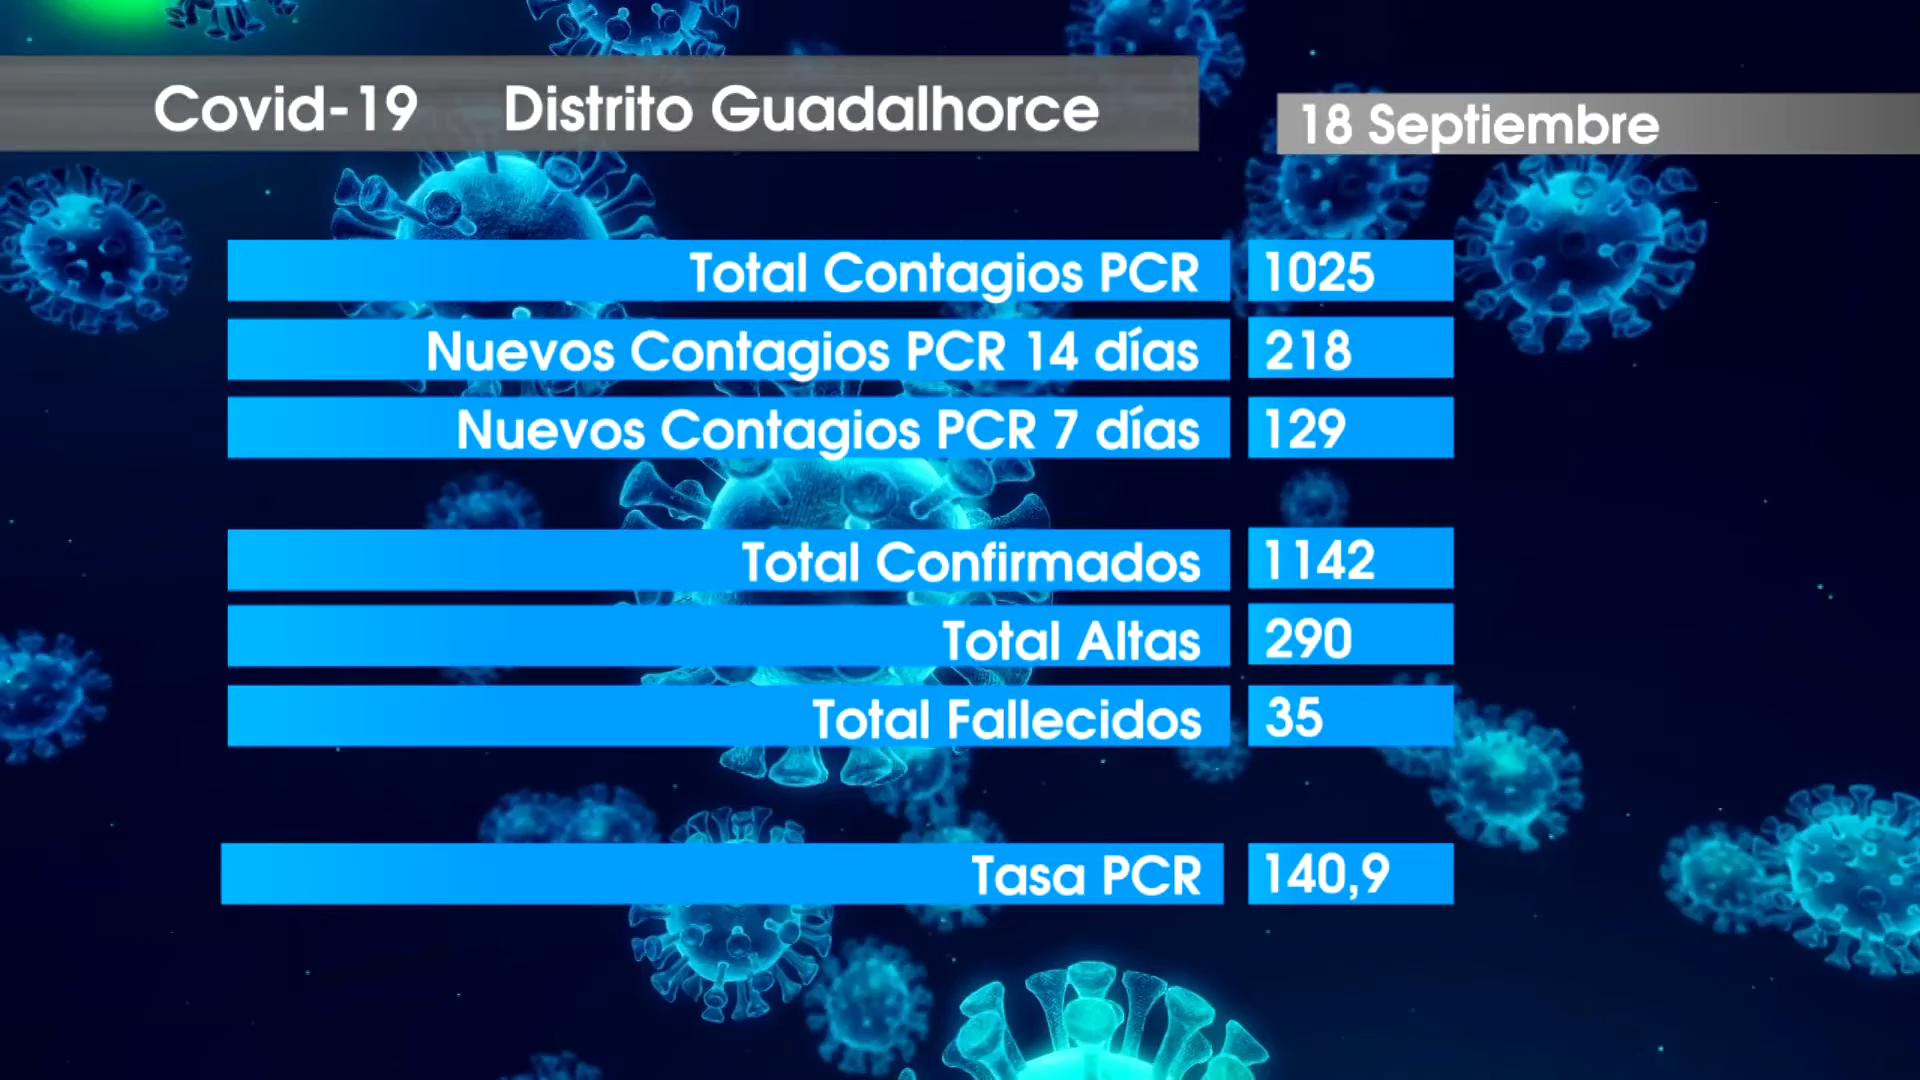 Covid-19 Distrito Guadalhorce
18 Septiembre
Total Contagios PCR 1025
Nuevos Contagios PCR 14 días 218
Nuevos Contagios PCR 7 días 129
Total Confirmados 1142
Total Altas 290
Total Fallecidos 35
Tasa PCR 140,9